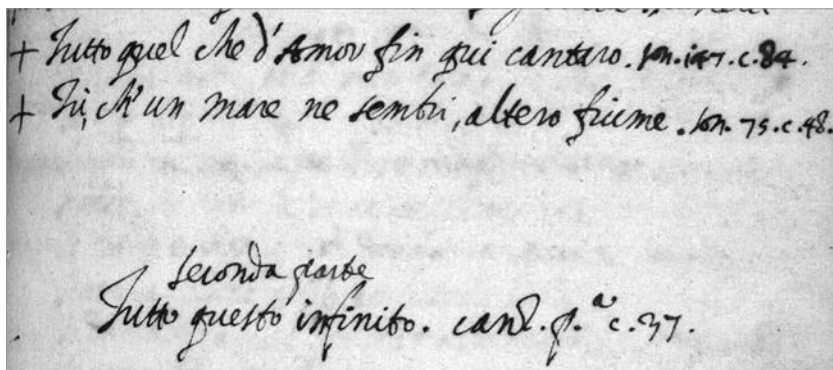 + Tutto quel che d'Amor fin qui cantaro. son. 147. c. 84.
+ Tù, ch'un mare ne sembri, altero fiume. son. 75. c. 48.
seconda parte
Tutto questo infinito. canz. p.ª c. 37.